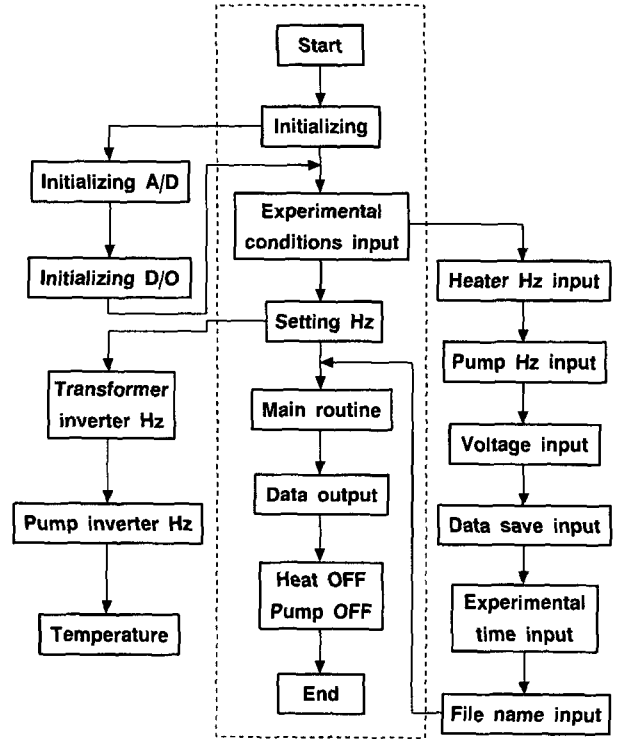 Start
Initializing
Initializing A/D
Initializing D/O
Experimental
conditions input
Setting Hz
Transformer
inverter Hz
Pump inverter Hz
Temperature
Main routine
Data output
Heat OFF
Pump OFF
End
Heater Hz input
Pump Hz input
Voltage input
Data save input
Experimental
time input
File name input